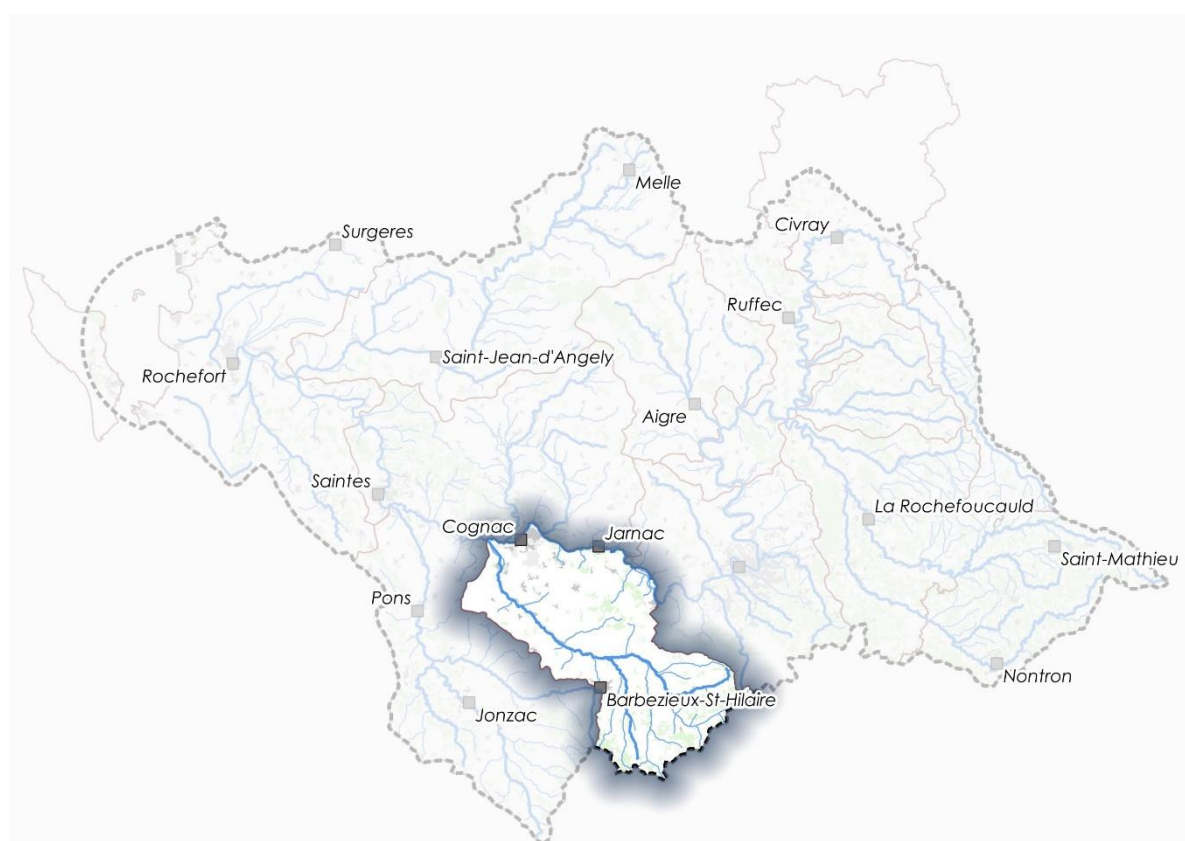 Melle
Civray
Surgeres
Ruffec
Saint-Jean-d'Angely
Rochefort
Aigre
Saintes
La Rochefoucauld
Cognac
Jarnac
Saint-Mathieu
Pons
Nontron
Barbezieux-St-Hilaire
Jonzac